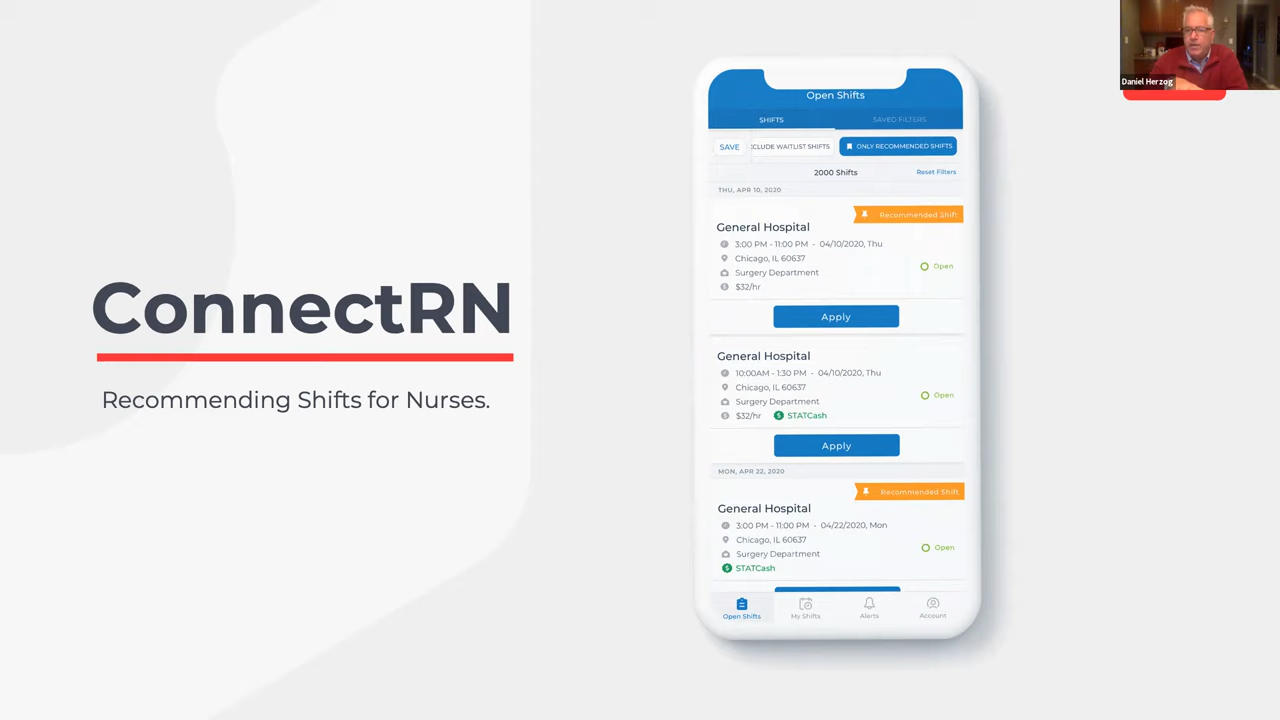 Daniel Herzog
ConnectRN
Recommending Shifts for Nurses.
Open Shifts
SHIFTS
SAVED FILTERS
SAVE
CLUDE WAITLIST SHIFTS
ONLY RECOMMENDED SHIFTS
2000 Shifts
Reset Filters
THU, APR 10, 2020
Recommended Shift
General Hospital
3:00 PM - 11:00 PM - 04/10/2020, Thu
Chicago, IL 60637
Open
Surgery Department
$32/hr
Apply
General Hospital
10:00AM - 1:30 PM - 04/10/2020, Thu
Chicago, IL 60637
Open
Surgery Department
$32/hr STATCash
Apply
MON, APR 22, 2020
Recommended Shift
General Hospital
3:00 PM - 11:00 PM - 04/22/2020, Mon
Chicago, IL 60637
Open
Surgery Department
STATCash
Open Shifts
My Shifts
Alerts
Account